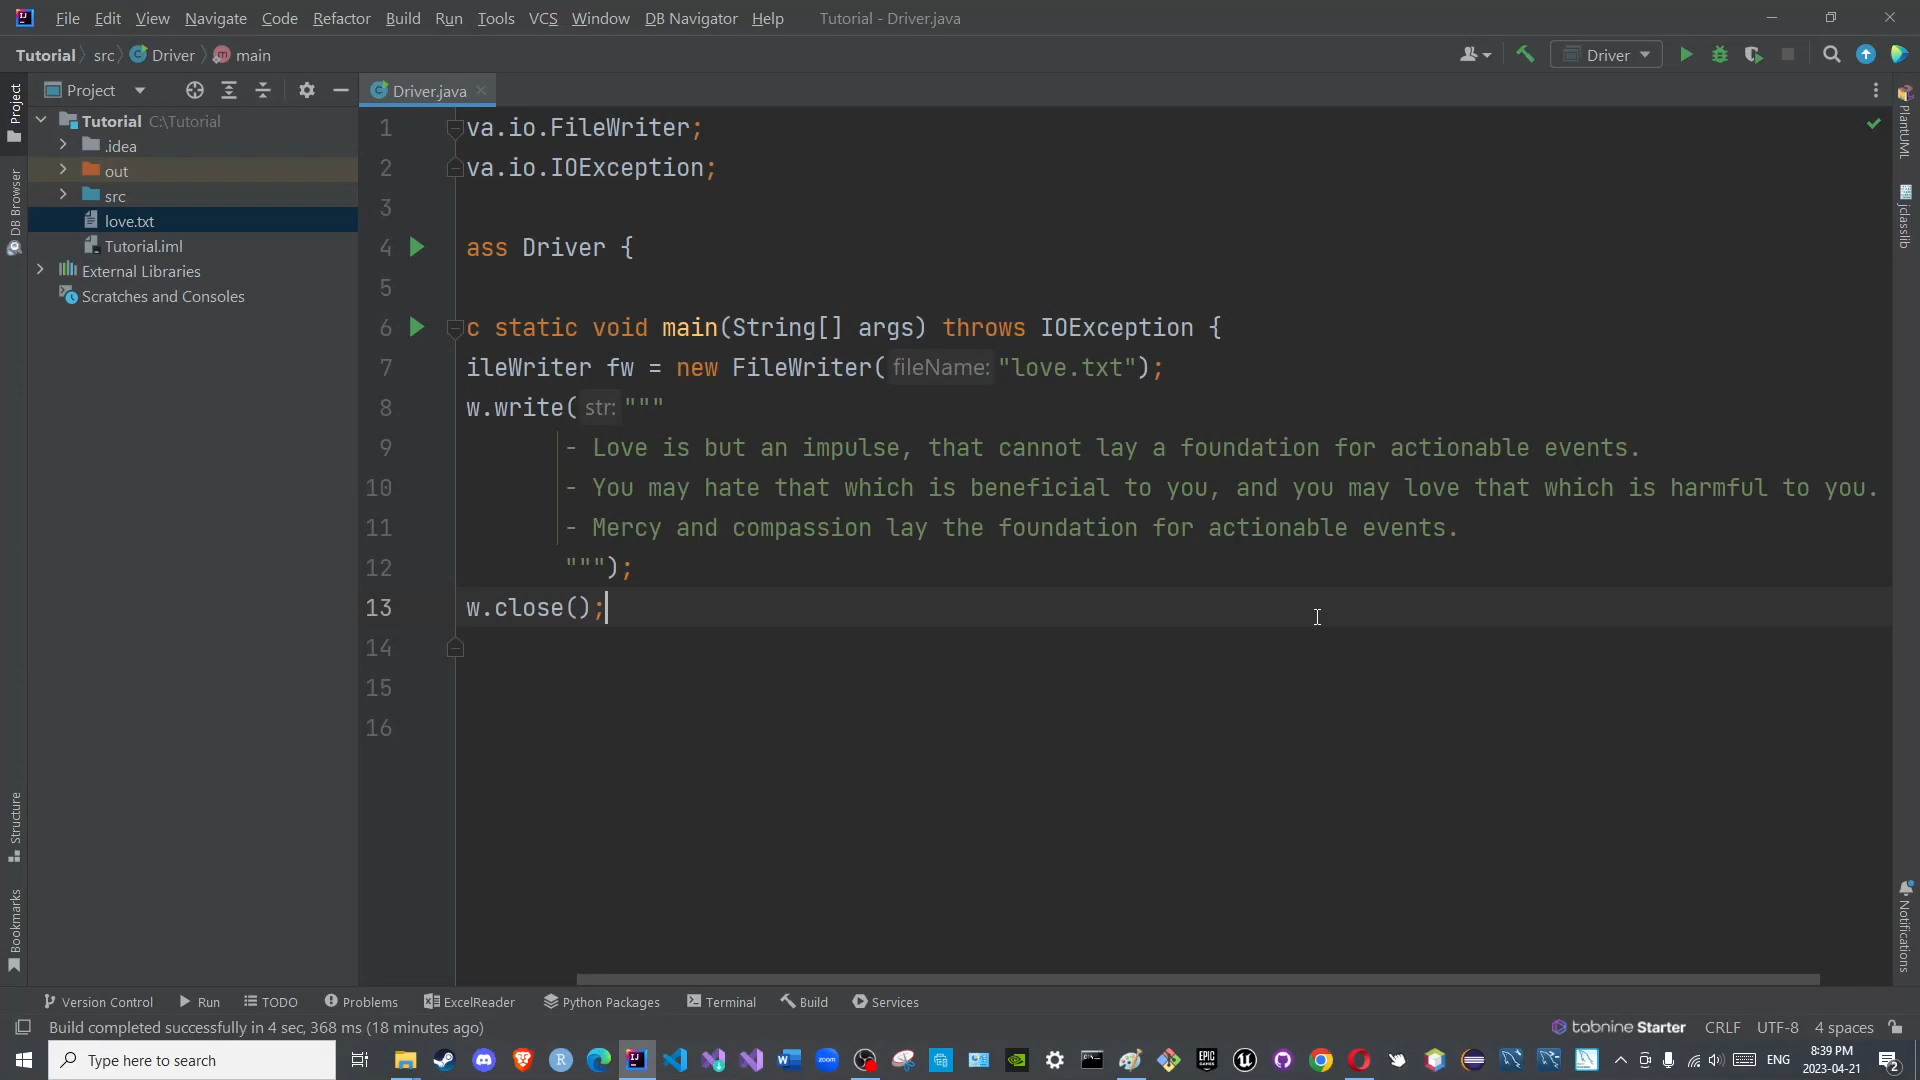 File Edit View Navigate Code Refactor Build Run Tools VCS Window DB Navigator Help Tutorial - Driver.java
Tutorial src Driver main Driver
Project Driver.java
Tutorial C:\Tutorial
.idea
out
src
love.txt
Tutorial.iml
External Libraries
Scratches and Consoles
Project
DB Browser
Structure
Bookmarks
1 va.io.FileWriter;
2 va.io.IOException;
3
4 ass Driver {
5
6 c static void main(String[] args) throws IOException {
7 ileWriter fw = new FileWriter( fileName: "love.txt");
8 w.write( str: """
9 - Love is but an impulse, that cannot lay a foundation for actionable events.
10 - You may hate that which is beneficial to you, and you may love that which is harmful to you.
11 - Mercy and compassion lay the foundation for actionable events.
12 """);
13 w.close();
14
15
16
PlantUML
jclasslib
Notifications
Version Control Run TODO Problems ExcelReader Python Packages Terminal Build Services
Build completed successfully in 4 sec, 368 ms (18 minutes ago) tabnine Starter CRLF UTF-8 4 spaces
Type here to search ENG 8:39 PM
2023-04-21